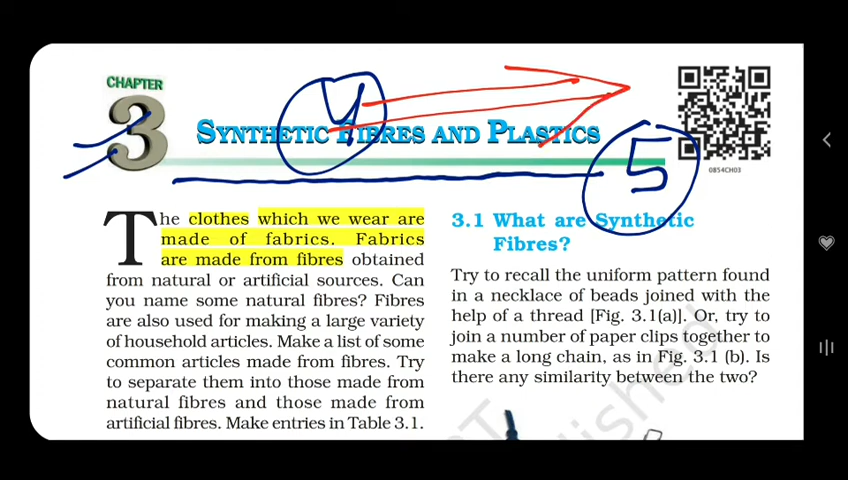 CHAPTER
3
4
SYNTHETIC FIBRES AND PLASTICS
5
0854CH03
The clothes which we wear are
made of fabrics. Fabrics
are made from fibres obtained
from natural or artificial sources. Can
you name some natural fibres? Fibres
are also used for making a large variety
of household articles. Make a list of some
common articles made from fibres. Try
to separate them into those made from
natural fibres and those made from
artificial fibres. Make entries in Table 3.1.
3.1 What are Synthetic
Fibres?
Try to recall the uniform pattern found
in a necklace of beads joined with the
help of a thread [Fig. 3.1(a)]. Or, try to
join a number of paper clips together to
make a long chain, as in Fig. 3.1 (b). Is
there any similarity between the two?